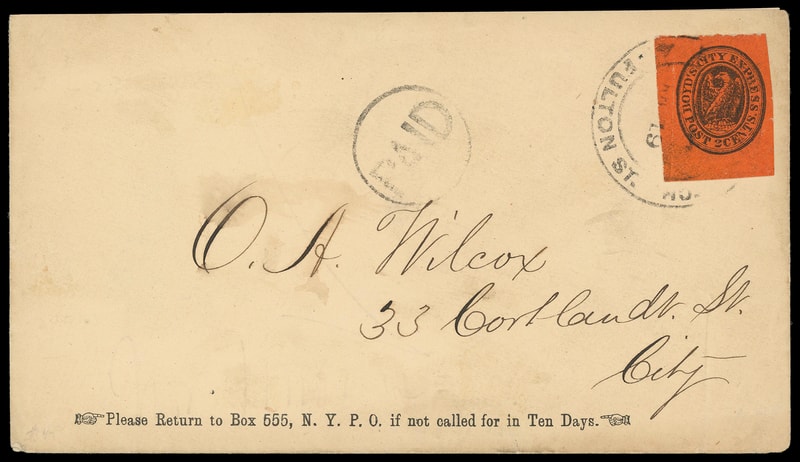 BOYD'S CITY EXPRESS
POST 2 CENTS.
FULTON ST.
PAID
O. A. Wilcox
33 Cortlandt. St.
City
Please Return to Box 555, N. Y. P. O. if not called for in Ten Days.